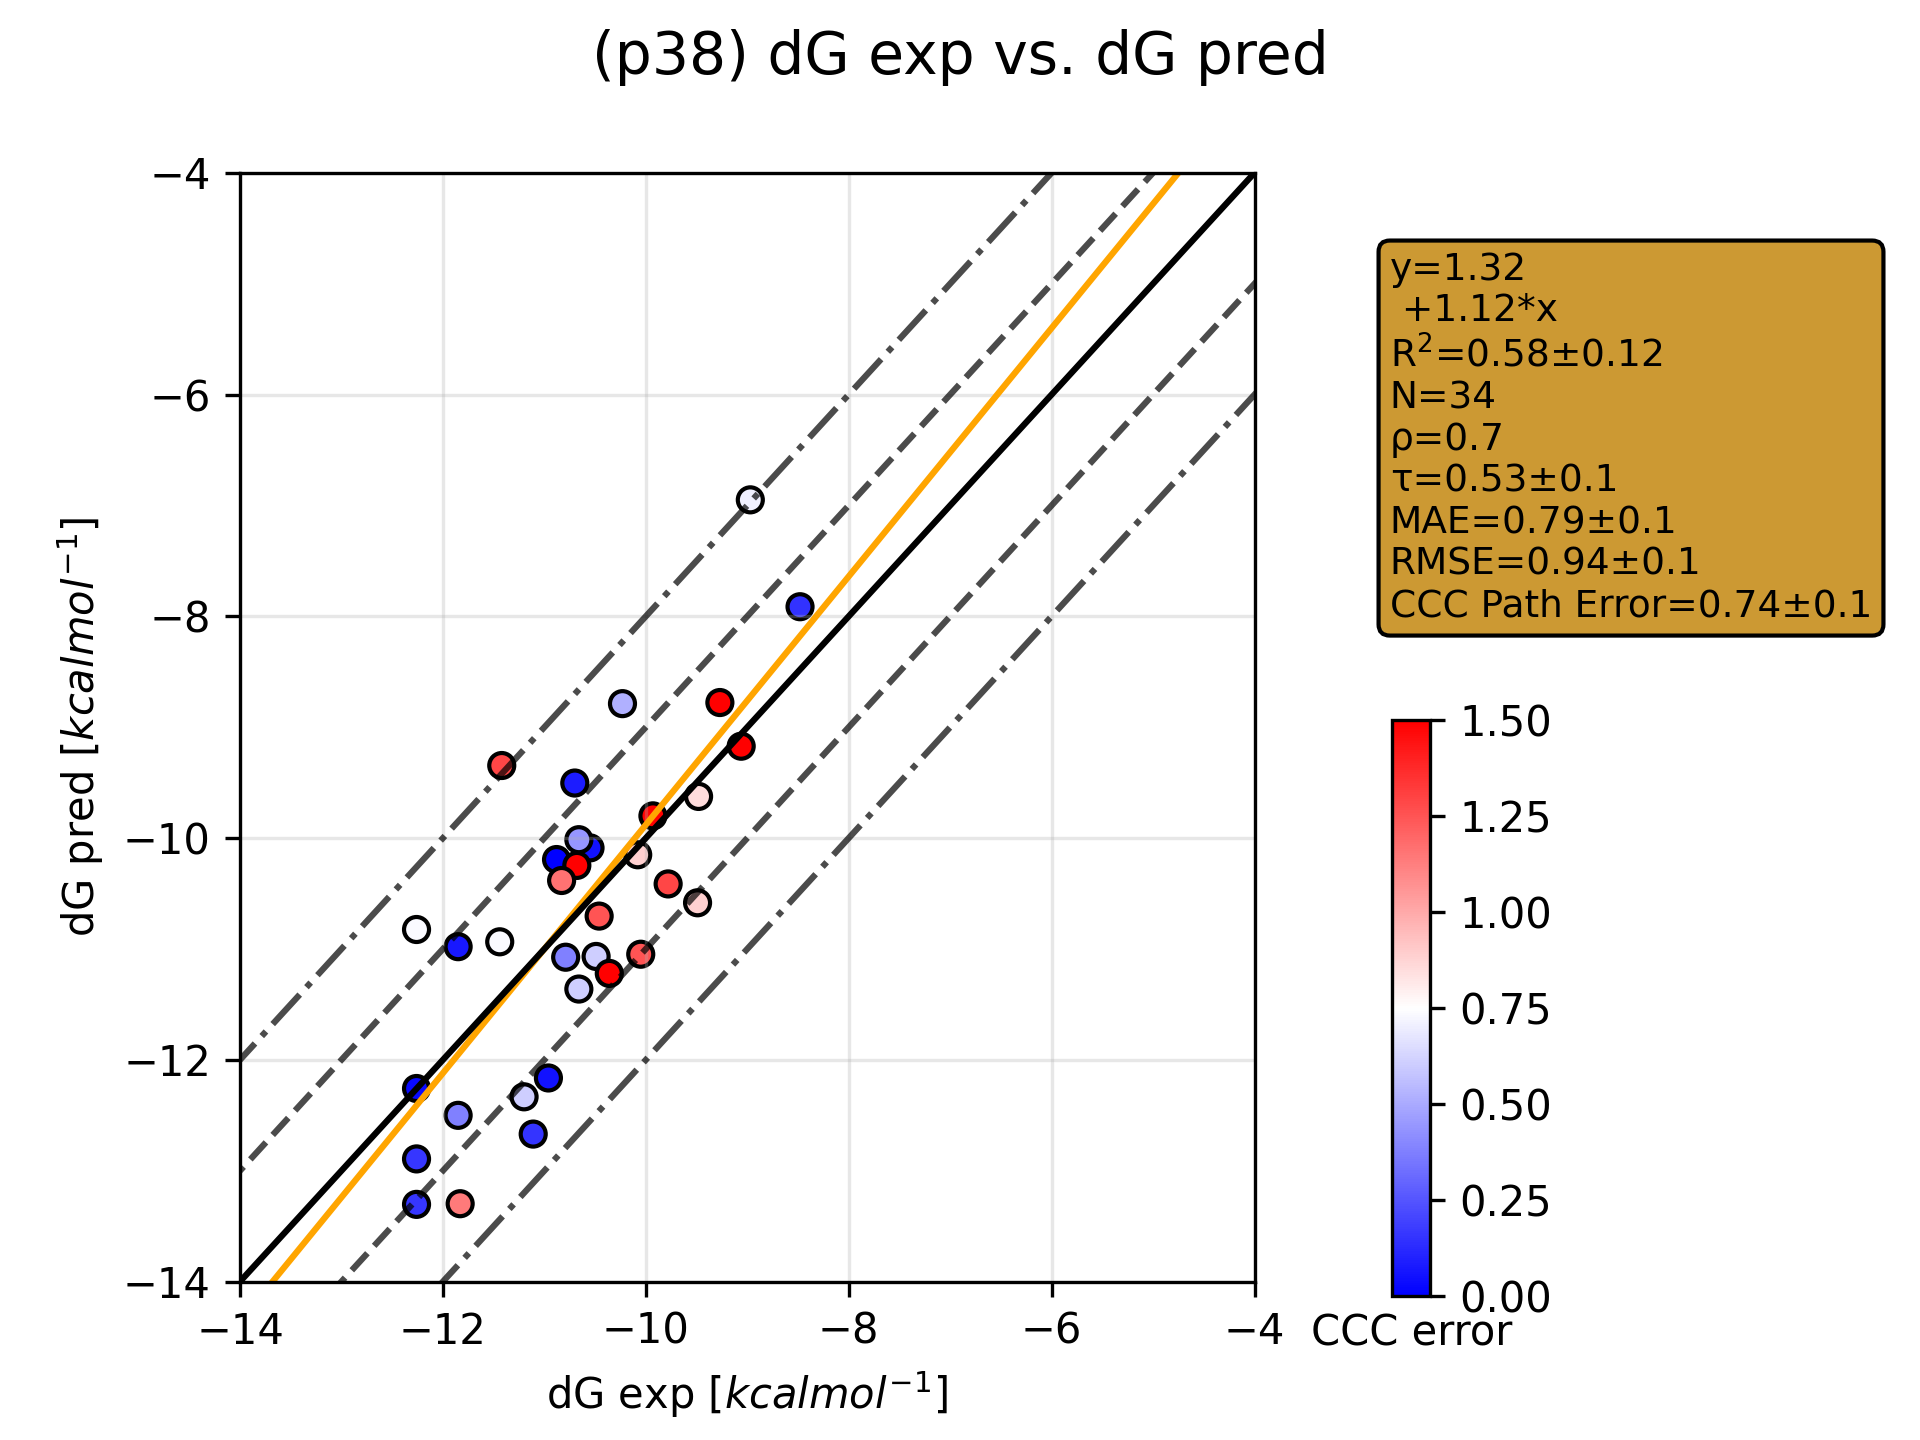 (p38) dG exp vs. dG pred
−4
−6
−8
−10
−12
−14
dG pred [kcalmol⁻¹]
−14
−12
−10
−8
−6
−4
dG exp [kcalmol⁻¹]
y=1.32
+1.12*x
R²=0.58±0.12
N=34
ρ=0.7
τ=0.53±0.1
MAE=0.79±0.1
RMSE=0.94±0.1
CCC Path Error=0.74±0.1
1.50
1.25
1.00
0.75
0.50
0.25
0.00
CCC error